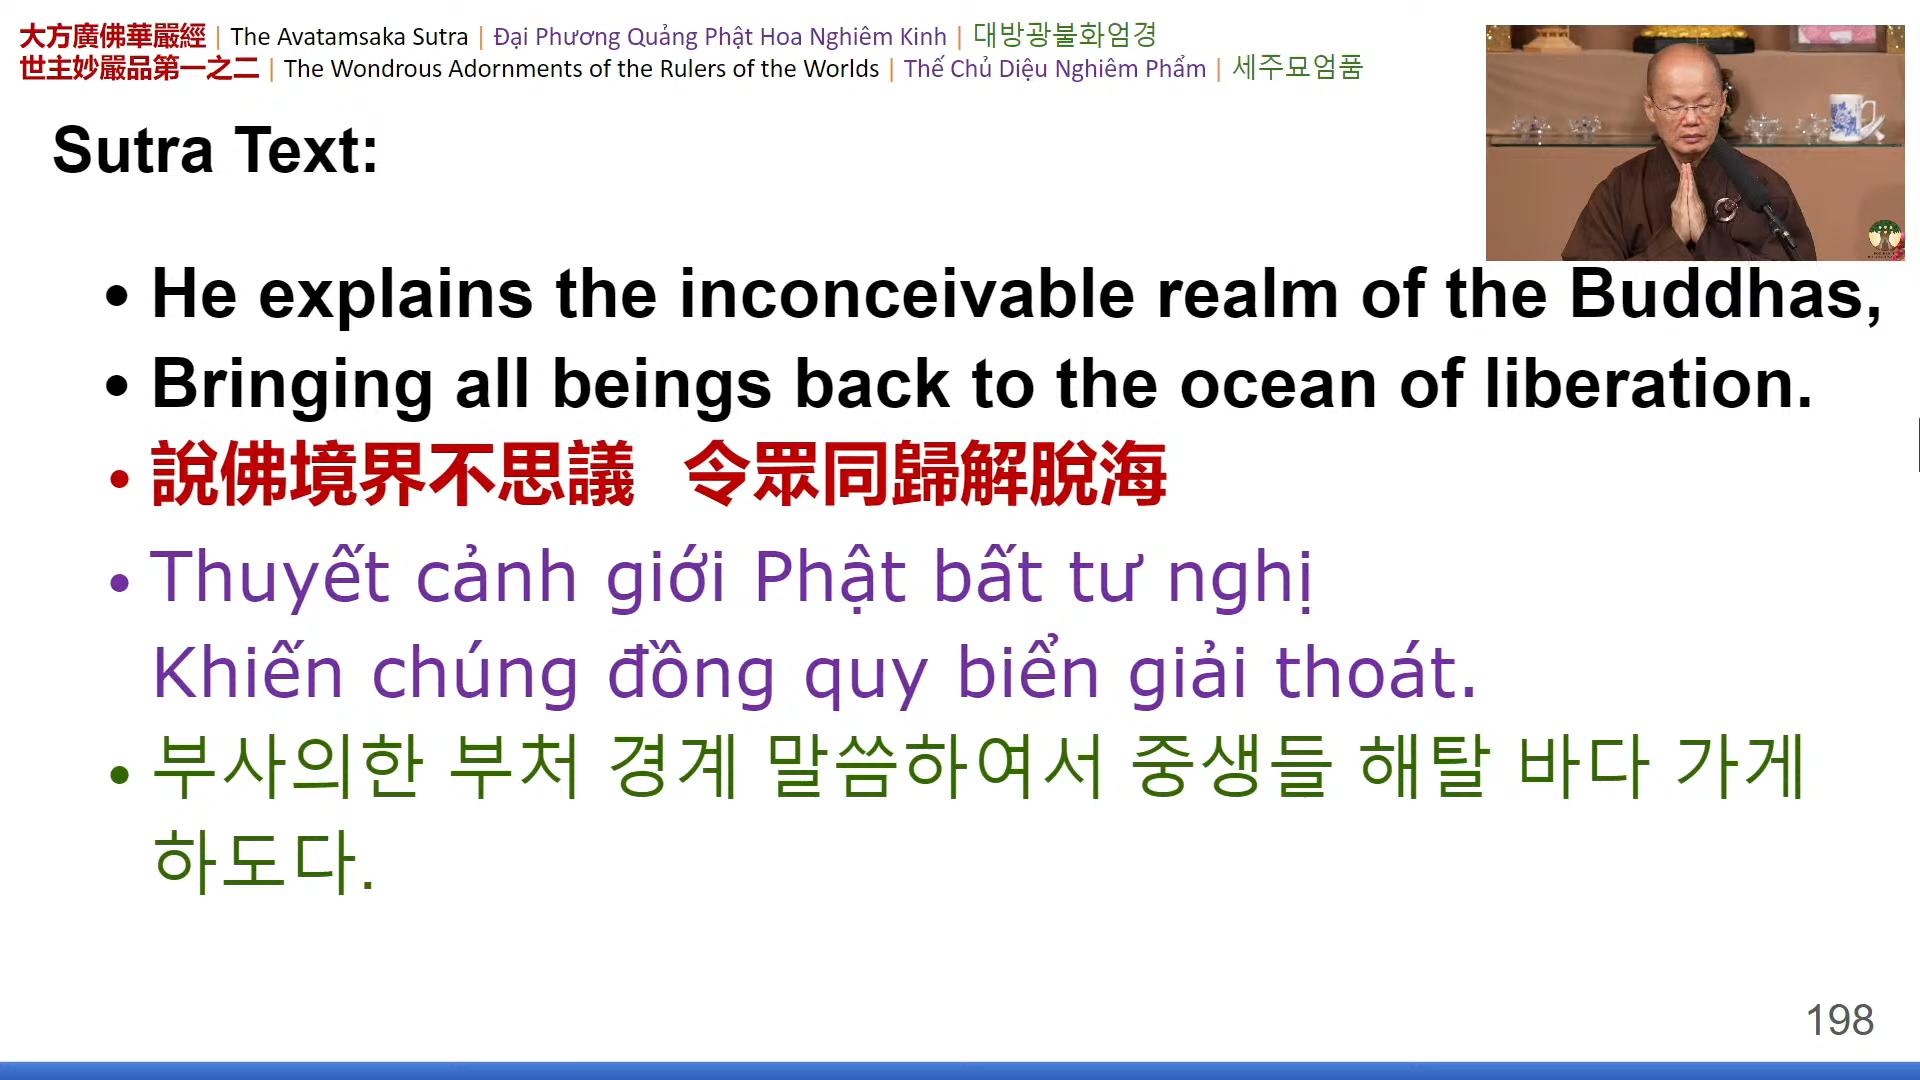 大方廣佛華嚴經 | The Avatamsaka Sutra | Đại Phương Quảng Phật Hoa Nghiêm Kinh | 대방광불화엄경
世主妙嚴品第一之二 | The Wondrous Adornments of the Rulers of the Worlds | Thế Chủ Diệu Nghiêm Phẩm | 세주묘엄품
Sutra Text:
• He explains the inconceivable realm of the Buddhas,
• Bringing all beings back to the ocean of liberation.
• 說佛境界不思議 令眾同歸解脫海
• Thuyết cảnh giới Phật bất tư nghị
Khiến chúng đồng quy biển giải thoát.
• 부사의한 부처 경계 말씀하여서 중생들 해탈 바다 가게
하도다.
198